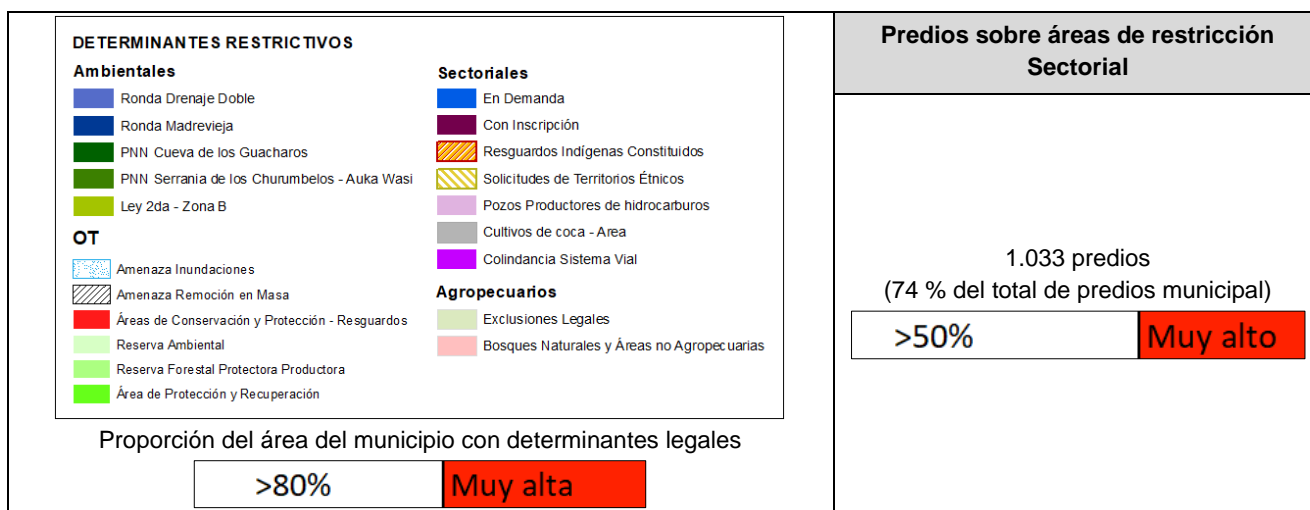 DETERMINANTES RESTRICTIVOS
Ambientales
Ronda Drenaje Doble
Ronda Madrevieja
PNN Cueva de los Guacharos
PNN Serrania de los Churumbelos - Auka Wasi
Ley 2da - Zona B
OT
Amenaza Inundaciones
Amenaza Remoción en Masa
Áreas de Conservación y Protección - Resguardos
Reserva Ambiental
Reserva Forestal Protectora Productora
Área de Protección y Recuperación
Sectoriales
En Demanda
Con Inscripción
Resguardos Indígenas Constituidos
Solicitudes de Territorios Étnicos
Pozos Productores de hidrocarburos
Cultivos de coca - Area
Colindancia Sistema Vial
Agropecuarios
Exclusiones Legales
Bosques Naturales y Áreas no Agropecuarias
Proporción del área del municipio con determinantes legales
>80% Muy alta
Predios sobre áreas de restricción
Sectorial
1.033 predios
(74 % del total de predios municipal)
>50% Muy alto